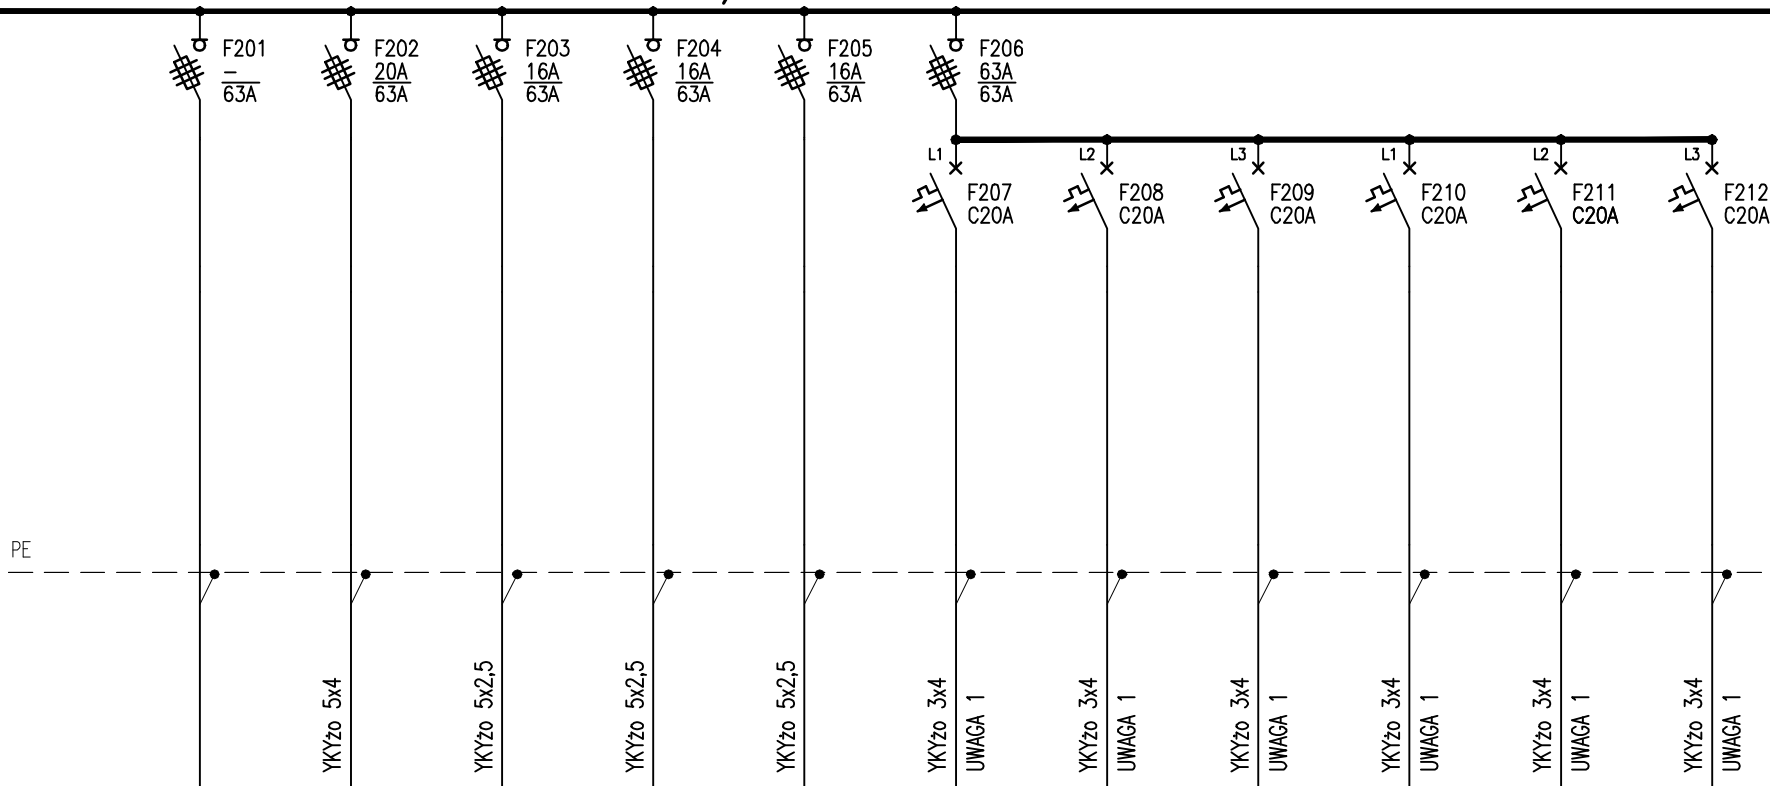 F201
–
63A
F202
20A
63A
F203
16A
63A
F204
16A
63A
F205
16A
63A
F206
63A
63A
L1
F207
C20A
L2
F208
C20A
L3
F209
C20A
L1
F210
C20A
L2
F211
C20A
L3
F212
C20A
PE
YKYżo 5x4
YKYżo 5x2,5
YKYżo 5x2,5
YKYżo 5x2,5
YKYżo 3x4
UWAGA 1
YKYżo 3x4
UWAGA 1
YKYżo 3x4
UWAGA 1
YKYżo 3x4
UWAGA 1
YKYżo 3x4
UWAGA 1
YKYżo 3x4
UWAGA 1